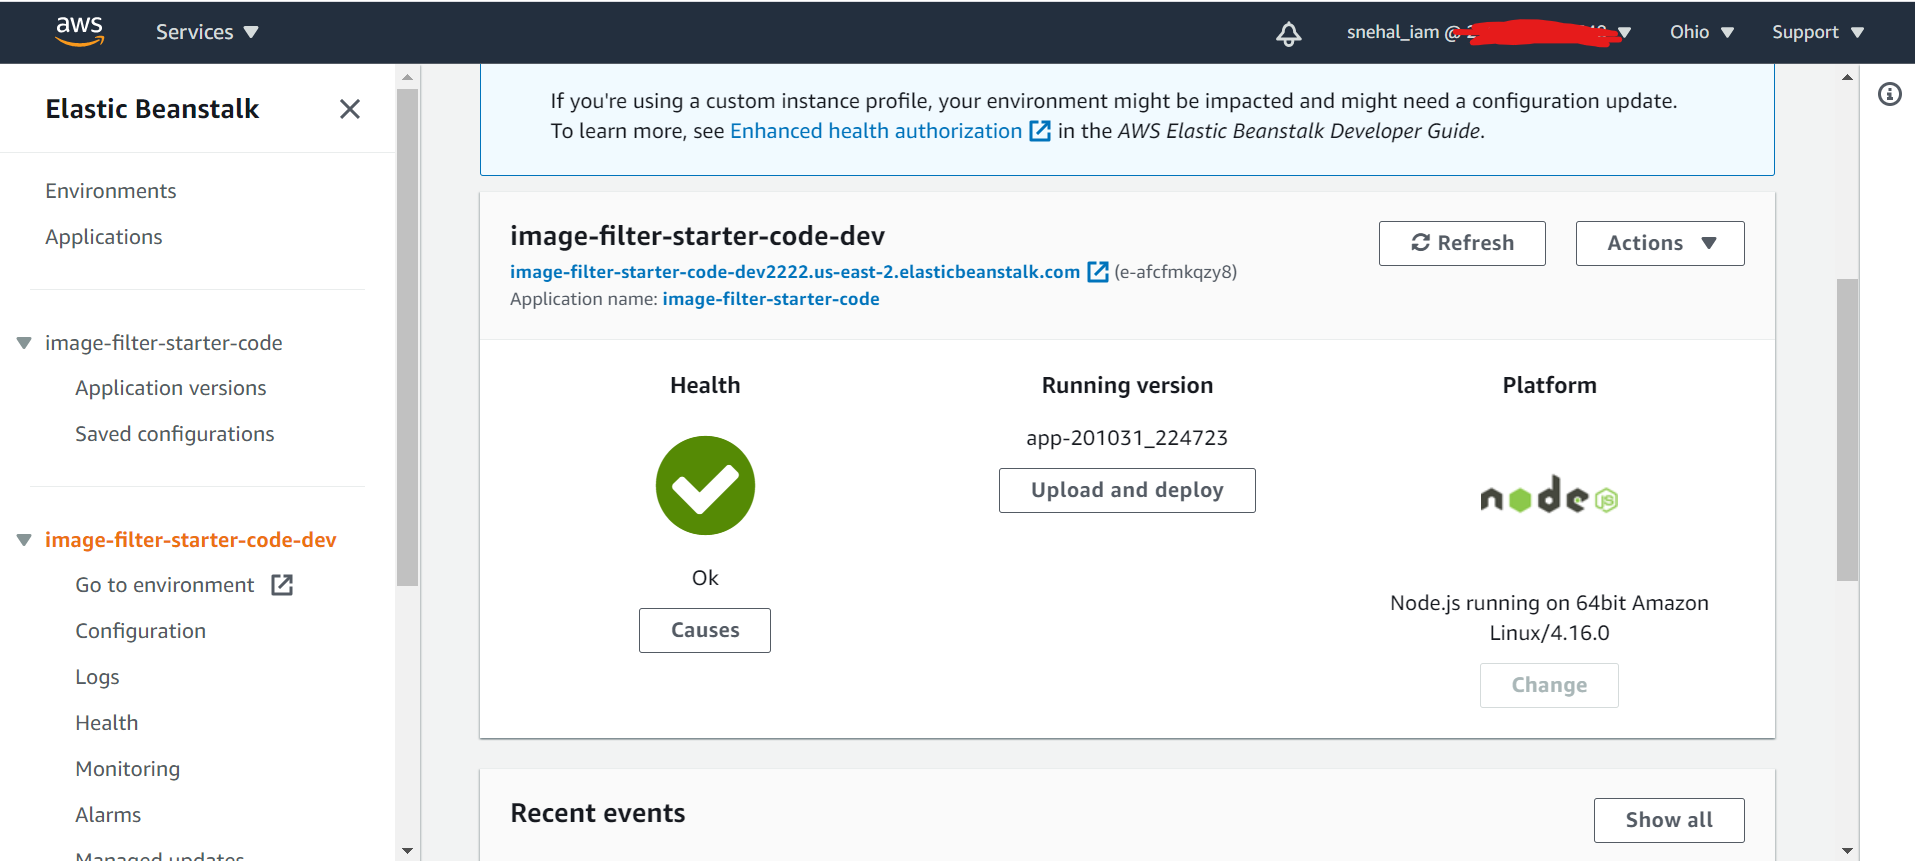 aws
Services
snehal_iam @
Ohio
Support
Elastic Beanstalk
Environments
Applications
image-filter-starter-code
Application versions
Saved configurations
image-filter-starter-code-dev
Go to environment
Configuration
Logs
Health
Monitoring
Alarms
Managed updates
If you're using a custom instance profile, your environment might be impacted and might need a configuration update.
To learn more, see Enhanced health authorization in the AWS Elastic Beanstalk Developer Guide.
image-filter-starter-code-dev
image-filter-starter-code-dev2222.us-east-2.elasticbeanstalk.com (e-afcfmkqzy8)
Application name: image-filter-starter-code
Refresh
Actions
Health
Ok
Causes
Running version
app-201031_224723
Upload and deploy
Platform
node JS
Node.js running on 64bit Amazon
Linux/4.16.0
Change
Recent events
Show all